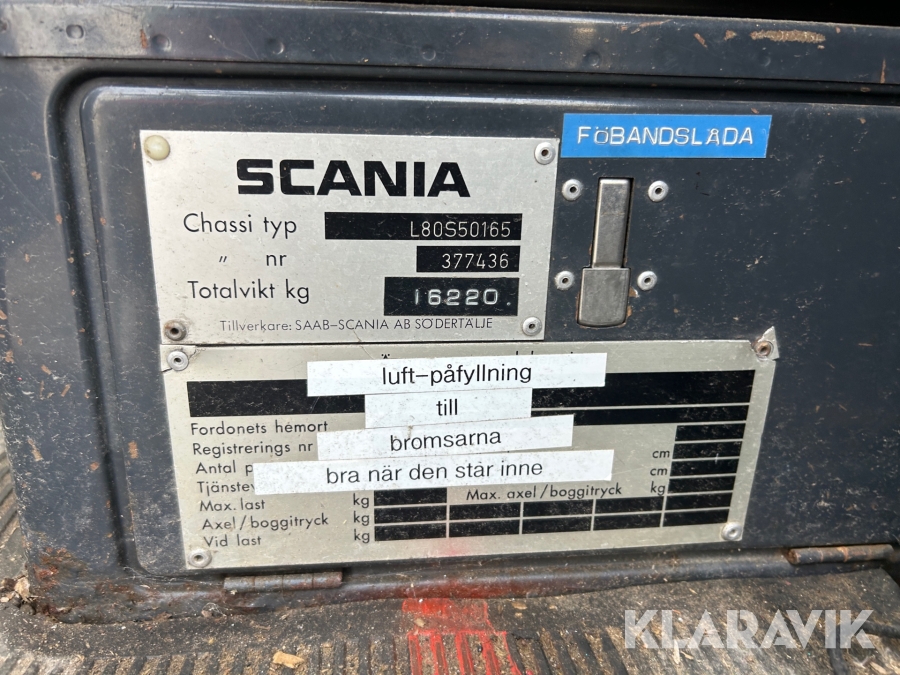 FÖBANDSLÅDA
SCANIA
Chassi typ L80S50165
" nr 377436
Totalvikt kg 16220.
Tillverkare: SAAB-SCANIA AB SÖDERTÄLJE
luft-påfyllning
till
Fordonets hemort
bromsarna
Registrerings nr
Antal p cm
bra när den står inne
cm
Tjänstev Max. axel/boggitryck kg
Max. last kg
Axel/boggitryck kg
Vid last kg
KLARAVIK